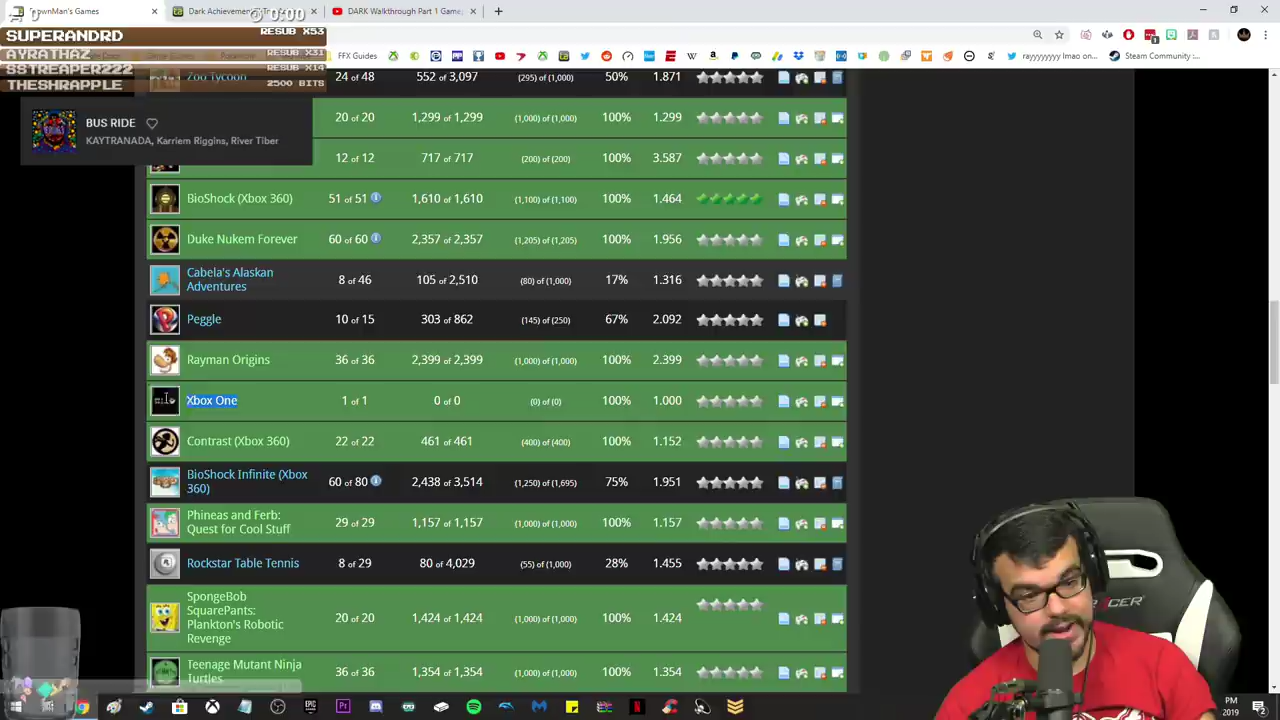 BrownMan's Games
Dark Achievement
0:00
DARK Walkthrough Part 1 Game
SUPERANDRD RESUB X53
AYRATHAZ RESUB X31
SSTREAPER222 RESUB X14
THESHRAPPLE 2500 BITS
FFX Guides
rayyyyyyy lmao on...
Steam Community :...
BUS RIDE
KAYTRANADA, Karriem Riggins, River Tiber
Zoo Tycoon 24 of 48 552 of 3,097 (295) of (1,000) 50% 1.871
20 of 20 1,299 of 1,299 (1,000) of (1,000) 100% 1.299
12 of 12 717 of 717 (200) of (200) 100% 3.587
BioShock (Xbox 360) 51 of 51 1,610 of 1,610 (1,100) of (1,100) 100% 1.464
Duke Nukem Forever 60 of 60 2,357 of 2,357 (1,205) of (1,205) 100% 1.956
Cabela's Alaskan
Adventures 8 of 46 105 of 2,510 (80) of (1,000) 17% 1.316
Peggle 10 of 15 303 of 862 (145) of (250) 67% 2.092
Rayman Origins 36 of 36 2,399 of 2,399 (1,000) of (1,000) 100% 2.399
Xbox One 1 of 1 0 of 0 (0) of (0) 100% 1.000
Contrast (Xbox 360) 22 of 22 461 of 461 (400) of (400) 100% 1.152
BioShock Infinite (Xbox
360) 60 of 80 2,438 of 3,514 (1,250) of (1,695) 75% 1.951
Phineas and Ferb:
Quest for Cool Stuff 29 of 29 1,157 of 1,157 (1,000) of (1,000) 100% 1.157
Rockstar Table Tennis 8 of 29 80 of 4,029 (55) of (1,000) 28% 1.455
SpongeBob
SquarePants:
Plankton's Robotic
Revenge 20 of 20 1,424 of 1,424 (1,000) of (1,000) 100% 1.424
Teenage Mutant Ninja
Turtles 36 of 36 1,354 of 1,354 (1,000) of (1,000) 100% 1.354
PM
2019